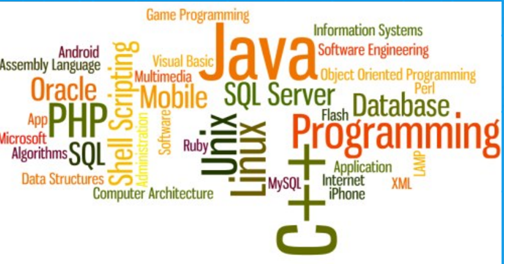 Game Programming
Java
Information Systems
Android
Assembly Language
Shell Scripting
Visual Basic
Software Engineering
Multimedia
Object Oriented Programming
Oracle
Mobile
SQL Server
Perl
Database
Flash
App
PHP
Administration
Software
Unix
Linux
Programming
Microsoft
Algorithms
SQL
Ruby
C++
LAMP
Application
Data Structures
MySQL
Internet
XML
Computer Architecture
iPhone